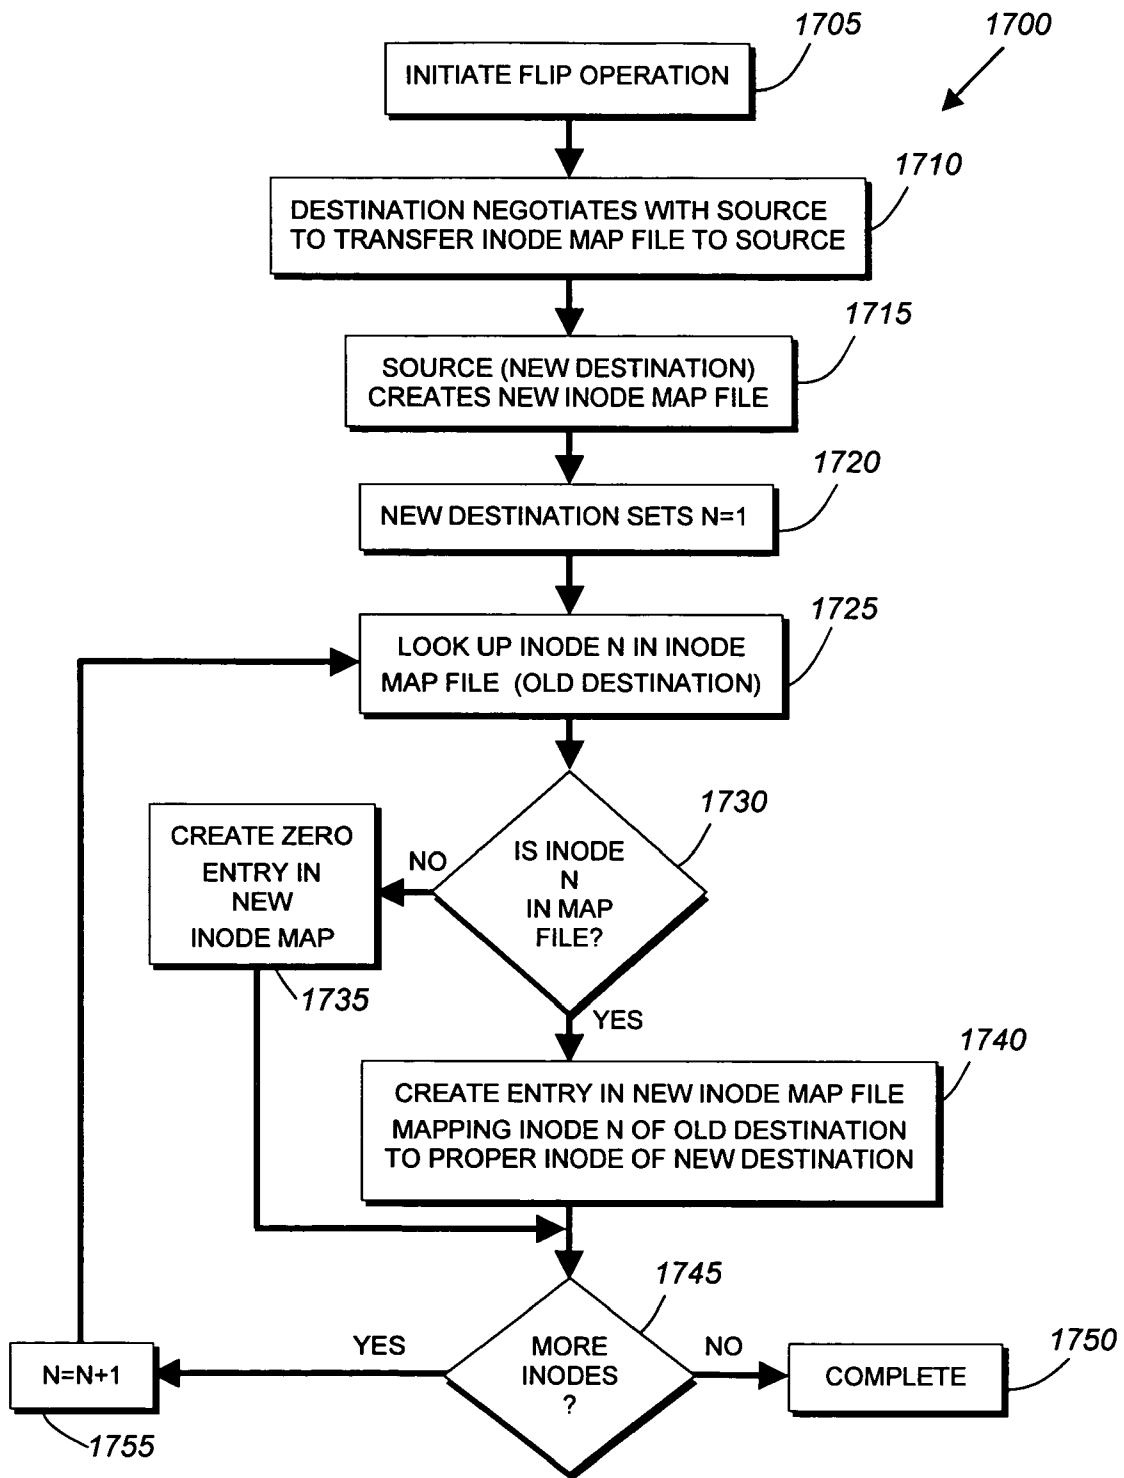 1705
1700
INITIATE FLIP OPERATION
1710
DESTINATION NEGOTIATES WITH SOURCE
TO TRANSFER INODE MAP FILE TO SOURCE
1715
SOURCE (NEW DESTINATION)
CREATES NEW INODE MAP FILE
1720
NEW DESTINATION SETS N=1
1725
LOOK UP INODE N IN INODE
MAP FILE (OLD DESTINATION)
1730
IS INODE
N
IN MAP
FILE?
NO
CREATE ZERO
ENTRY IN
NEW
INODE MAP
1735
YES
1740
CREATE ENTRY IN NEW INODE MAP FILE
MAPPING INODE N OF OLD DESTINATION
TO PROPER INODE OF NEW DESTINATION
1745
MORE
INODES
?
YES
NO
N=N+1
1755
COMPLETE
1750